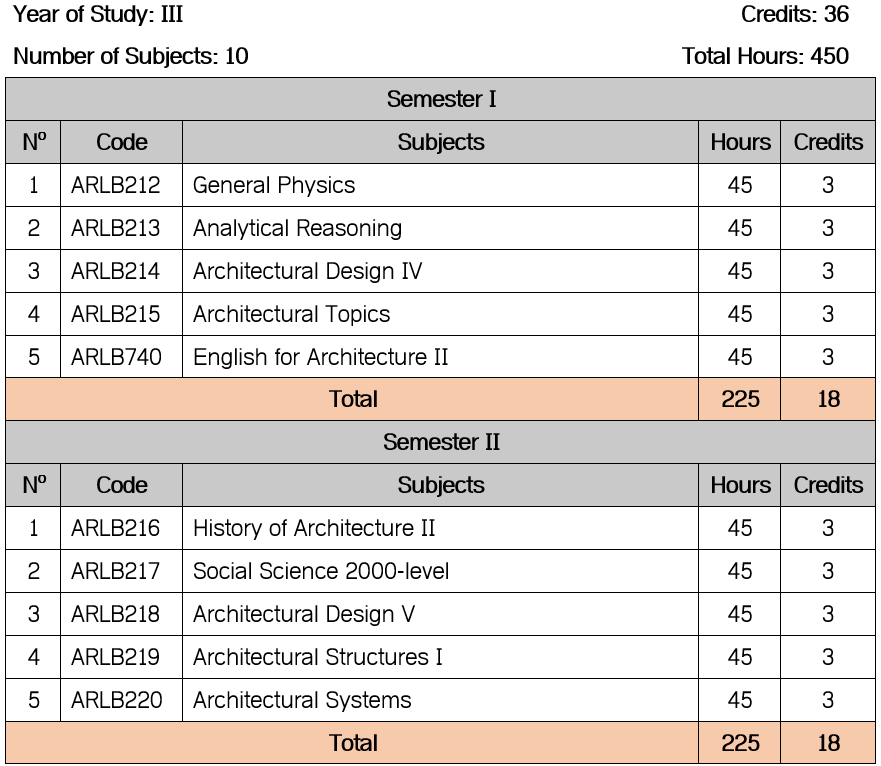 Year of Study: III Credits: 36
Number of Subjects: 10 Total Hours: 450
Semester I
Nº Code Subjects Hours Credits
1 ARLB212 General Physics 45 3
2 ARLB213 Analytical Reasoning 45 3
3 ARLB214 Architectural Design IV 45 3
4 ARLB215 Architectural Topics 45 3
5 ARLB740 English for Architecture II 45 3
Total 225 18
Semester II
Nº Code Subjects Hours Credits
1 ARLB216 History of Architecture II 45 3
2 ARLB217 Social Science 2000-level 45 3
3 ARLB218 Architectural Design V 45 3
4 ARLB219 Architectural Structures I 45 3
5 ARLB220 Architectural Systems 45 3
Total 225 18